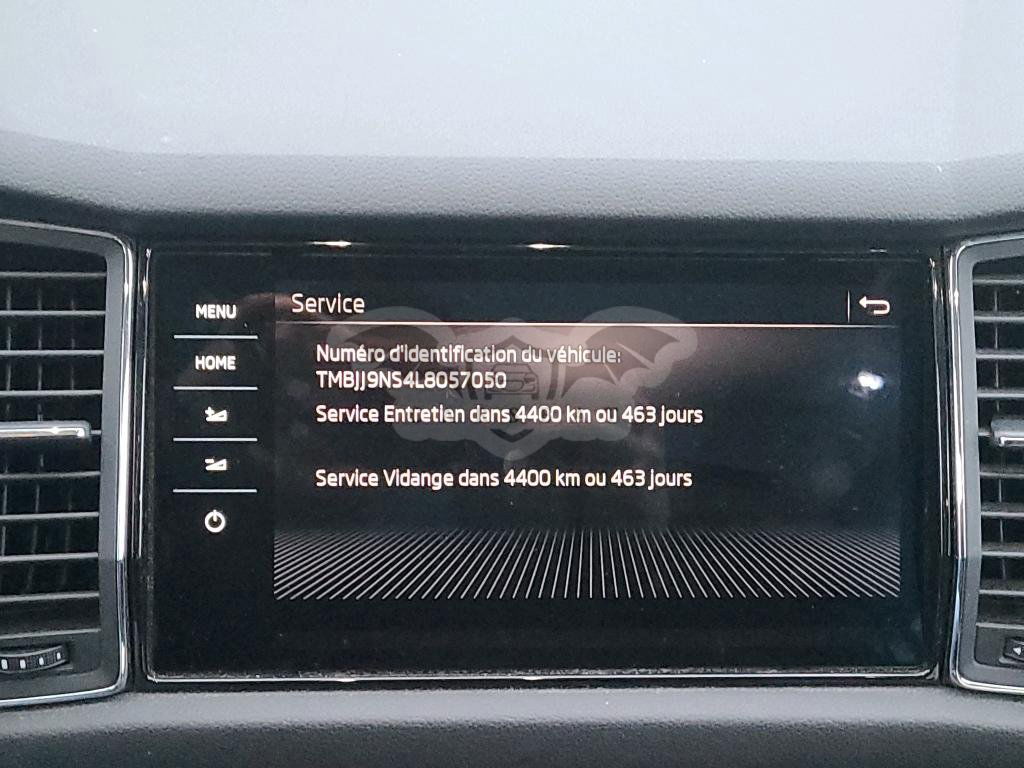 MENU
HOME
Service
Numéro d'identification du véhicule:
TMBJJ9NS4L8057050
Service Entretien dans 4400 km ou 463 jours
Service Vidange dans 4400 km ou 463 jours